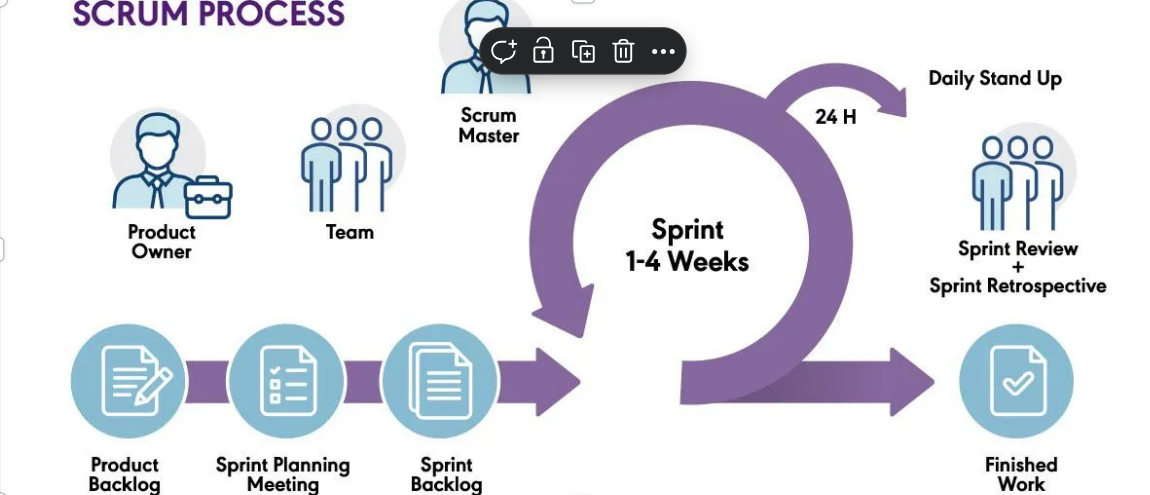 SCRUM PROCESS
Scrum
Master
Daily Stand Up
24 H
Product
Owner
Team
Sprint
1-4 Weeks
Sprint Review
+
Sprint Retrospective
Product
Backlog
Sprint Planning
Meeting
Sprint
Backlog
Finished
Work